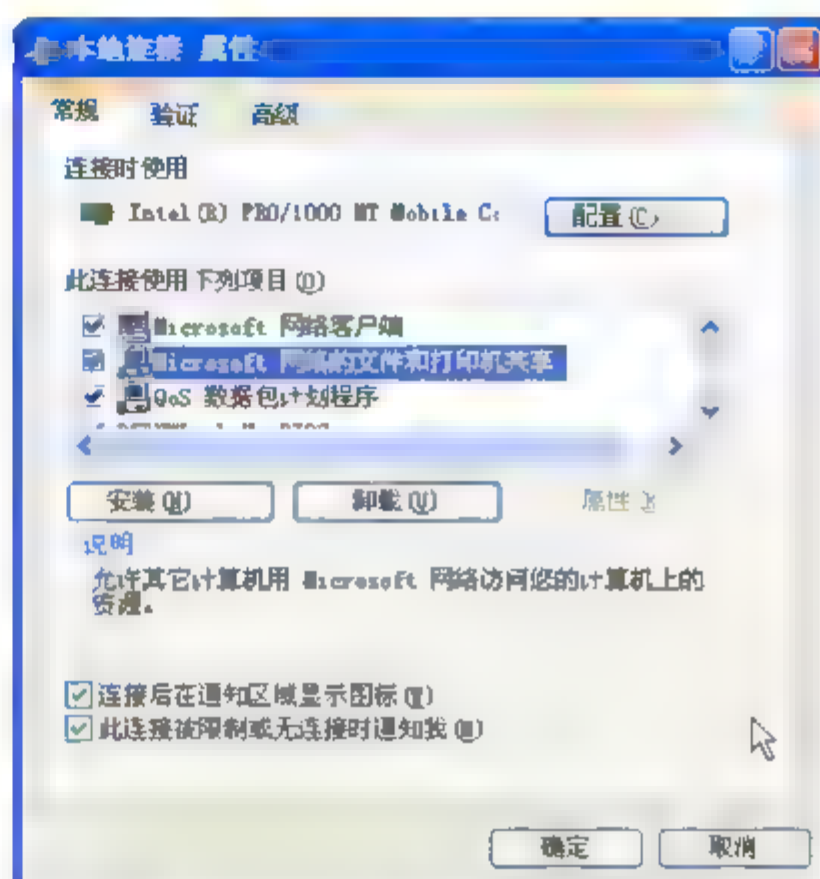 本地连接 属性
常规 验证 高级
连接时使用
Intel(R) PRO/1000 MT Mobile C: 配置(C)
此连接使用下列项目(O)
Microsoft 网络客户端
Microsoft 网络的文件和打印机共享
QoS 数据包计划程序
安装(N) 卸载(U) 属性
说明
允许其它计算机用 Microsoft 网络访问您的计算机上的
资源。
连接后在通知区域显示图标(W)
此连接被限制或无连接时通知我(M)
确定 取消